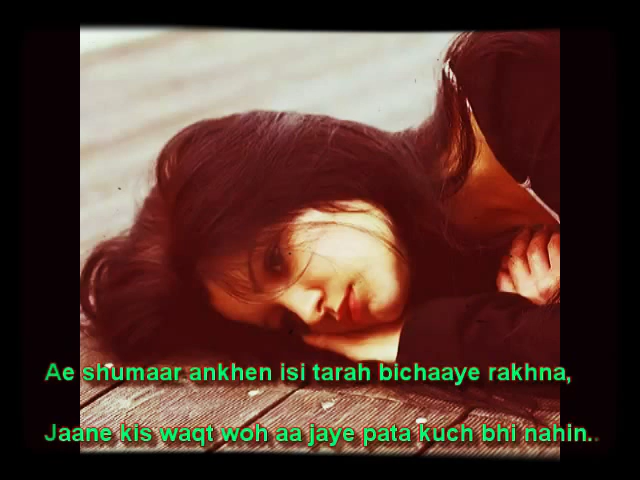 Ae shumaar ankhen isi tarah bichaaye rakhna,
Jaane kis waqt woh aa jaye pata kuch bhi nahin..